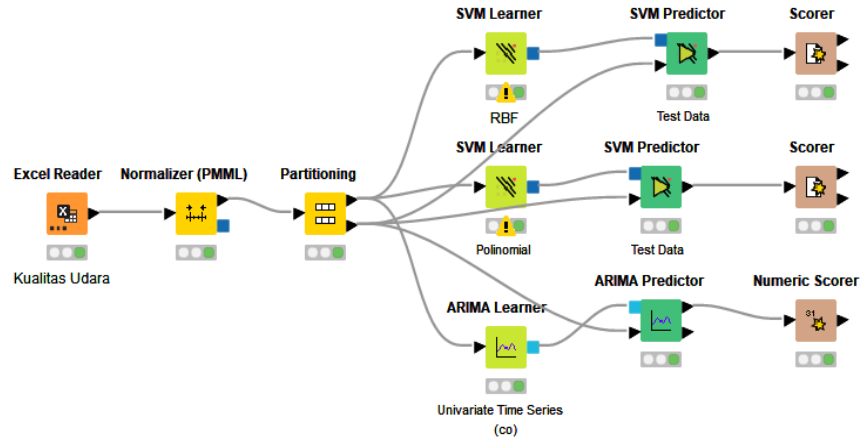 SVM Learner
SVM Predictor
Scorer
RBF
Test Data
Excel Reader
Normalizer (PMML)
Partitioning
SVM Learner
SVM Predictor
Scorer
Kualitas Udara
Polinomial
Test Data
ARIMA Learner
ARIMA Predictor
Numeric Scorer
Univariate Time Series
(co)